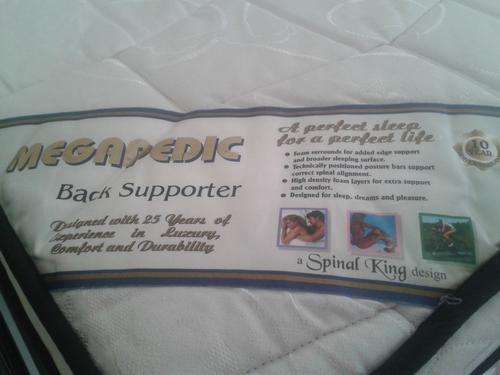 MEGAPEDIC
Back Supporter
Designed with 25 Years of
Experience in Luxury,
Comfort and Durability
A perfect sleep
for a perfect life
Foam surrounds for added edge support
and broader sleeping surface.
Technically positioned posture bars support
correct spinal alignment.
High density foam layers for extra support
and comfort.
Designed for sleep, dreams and pleasure.
a Spinal King design
10
YEAR